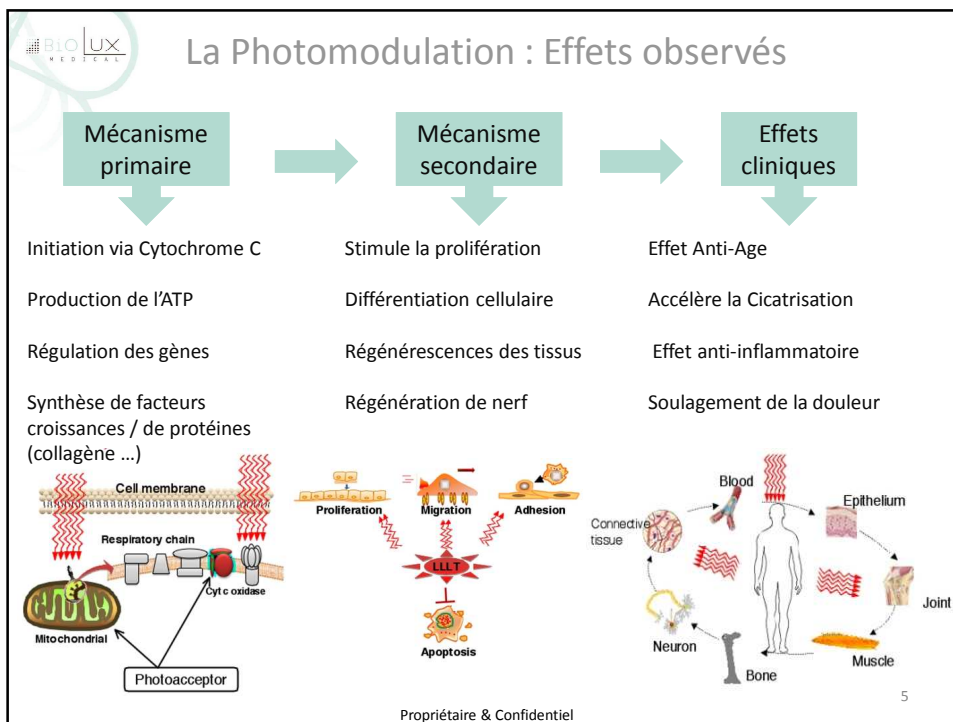 BIOLUX
MEDICAL
La Photomodulation : Effets observés
Mécanisme
primaire
Mécanisme
secondaire
Effets
cliniques
Initiation via Cytochrome C
Production de l’ATP
Régulation des gènes
Synthèse de facteurs
croissances / de protéines
(collagène …)
Stimule la prolifération
Différentiation cellulaire
Régénérescences des tissus
Régénération de nerf
Effet Anti-Age
Accélère la Cicatrisation
Effet anti-inflammatoire
Soulagement de la douleur
Cell membrane
Respiratory chain
Cyt c oxidase
Mitochondrial
Photoacceptor
Proliferation
Migration
Adhesion
LLLT
Apoptosis
Blood
Epithelium
Connective
tissue
Joint
Neuron
Muscle
Bone
5
Propriétaire & Confidentiel